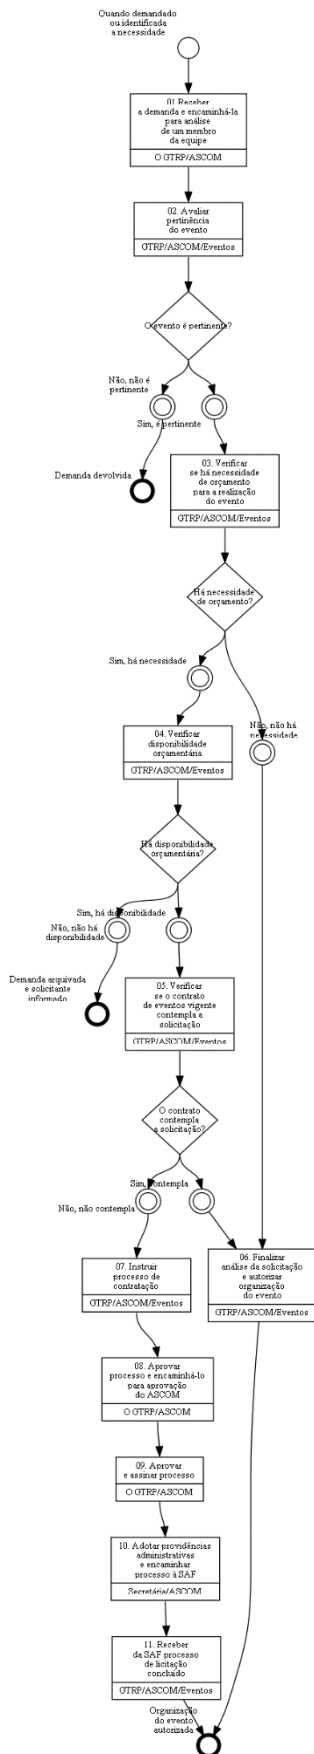 Quando demandado
ou identificada
a necessidade
01 Receber
a demanda e encaminhá-la
para análise
de um membro
da equipe
O GTRP/ASCOM
02. Avaliar
pertinência
do evento
GTRP/ASCOM/Eventos
O evento é pertinente?
Não, não é
pertinente
Sim, é pertinente
Demanda devolvida
03. Verificar
se há necessidade
de orçamento
para a realização
do evento
GTRP/ASCOM/Eventos
Há necessidade
de orçamento?
Sim, há necessidade
Não, não há
necessidade
04. Verificar
disponibilidade
orçamentária
GTRP/ASCOM/Eventos
Há disponibilidade
orçamentária?
Sim, há disponibilidade
Não, não há
disponibilidade
Demanda arquivada
e solicitante
informado
05. Verificar
se o contrato
de eventos vigente
contempla a
solicitação
GTRP/ASCOM/Eventos
O contrato
contempla
a solicitação?
Sim, contempla
Não, não contempla
06. Finalizar
análise da solicitação
e autorizar
organização
do evento
GTRP/ASCOM/Eventos
07. Instruir
processo de
contratação
GTRP/ASCOM/Eventos
08. Aprovar
processo e encaminhá-lo
para aprovação
do ASCOM
O GTRP/ASCOM
09. Aprovar
e assinar processo
O GTRP/ASCOM
10. Adotar providências
administrativas
e encaminhar
processo à SAF
Secretária/ASCOM
11. Receber
da SAF processo
de licitação
concluído
GTRP/ASCOM/Eventos
Organização
do evento
autorizada